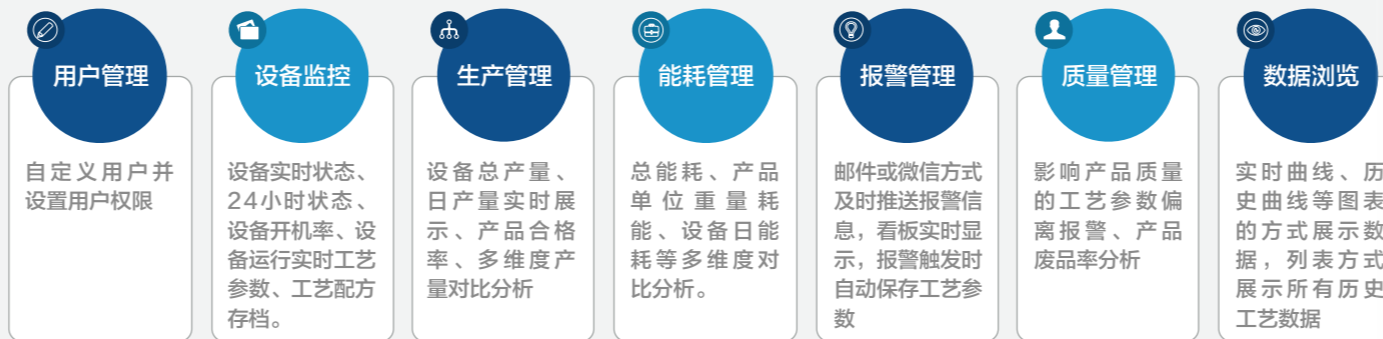 用户管理
自定义用户并
设置用户权限
设备监控
设备实时状态、
24小时状态、
设备开机率、设
备运行实时工艺
参数、工艺配方
存档。
生产管理
设备总产量、
日产量实时展
示、产品合格
率、多维度产
量对比分析
能耗管理
总能耗、产品
单位重量耗
能、设备日能
耗等多维度对
比分析。
报警管理
邮件或微信方式
及时推送报警信
息，看板实时显
示，报警触发时
自动保存工艺参
数
质量管理
影响产品质量
的工艺参数偏
离报警、产品
废品率分析
数据浏览
实时曲线、历
史曲线等图表
的方式展示数
据，列表方式
展示所有历史
工艺数据